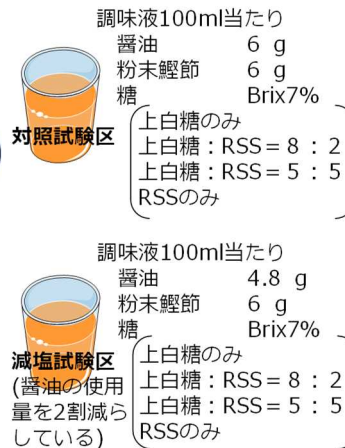 調味液100ml当たり
醤油 6 g
粉末鰹節 6 g
糖 Brix7%
対照試験区
上白糖のみ
上白糖：RSS＝8：2
上白糖：RSS＝5：5
RSSのみ
調味液100ml当たり
醤油 4.8 g
粉末鰹節 6 g
糖 Brix7%
減塩試験区
(醤油の使用
量を2割減ら
している)
上白糖のみ
上白糖：RSS＝8：2
上白糖：RSS＝5：5
RSSのみ